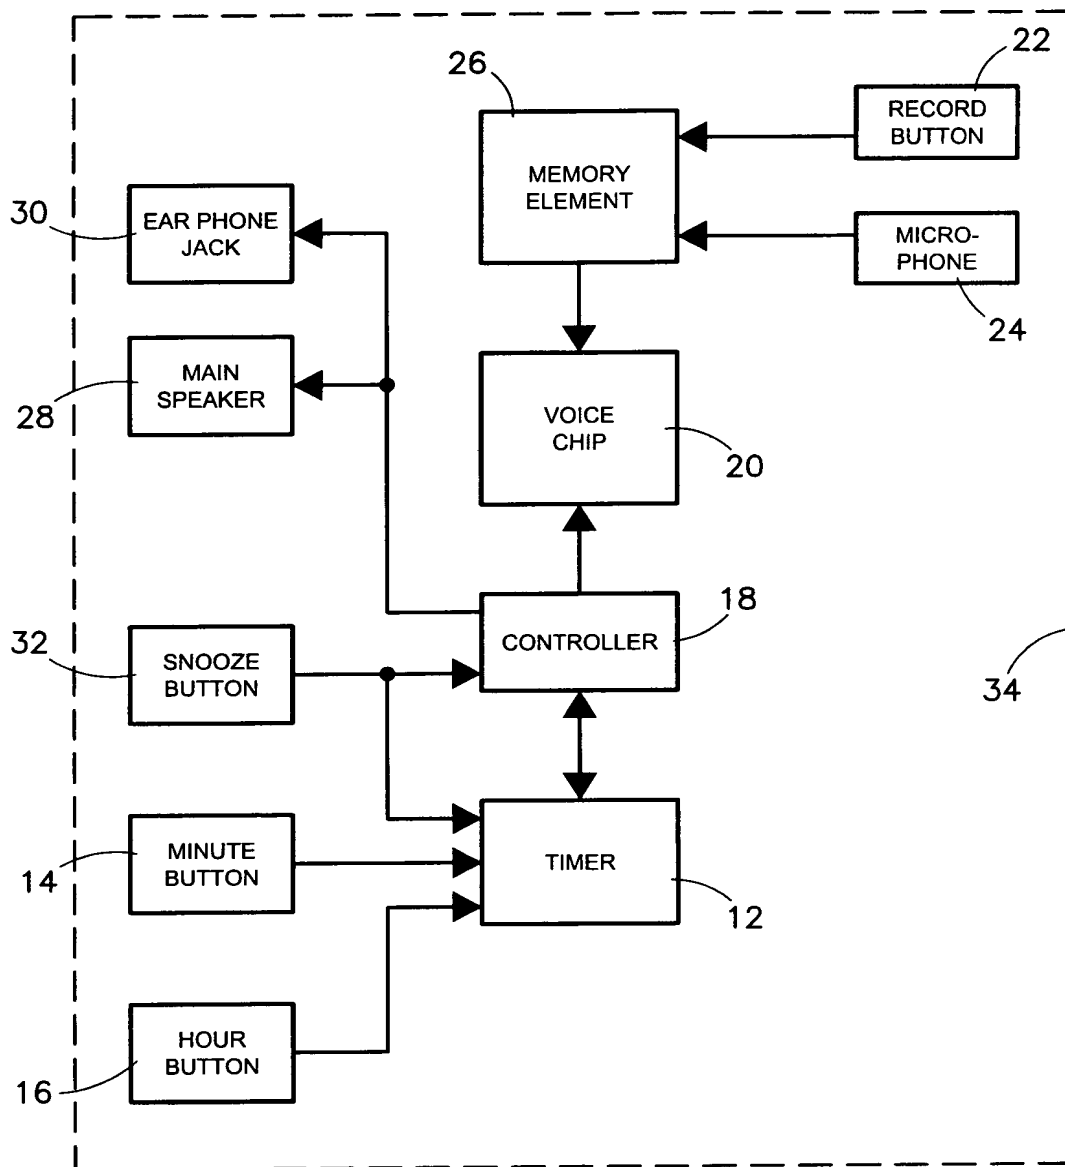 22
26
RECORD
BUTTON
MEMORY
ELEMENT
30
EAR PHONE
JACK
MICRO-
PHONE
24
MAIN
SPEAKER
28
VOICE
CHIP
20
18
32
SNOOZE
BUTTON
CONTROLLER
34
14
MINUTE
BUTTON
TIMER
12
HOUR
BUTTON
16